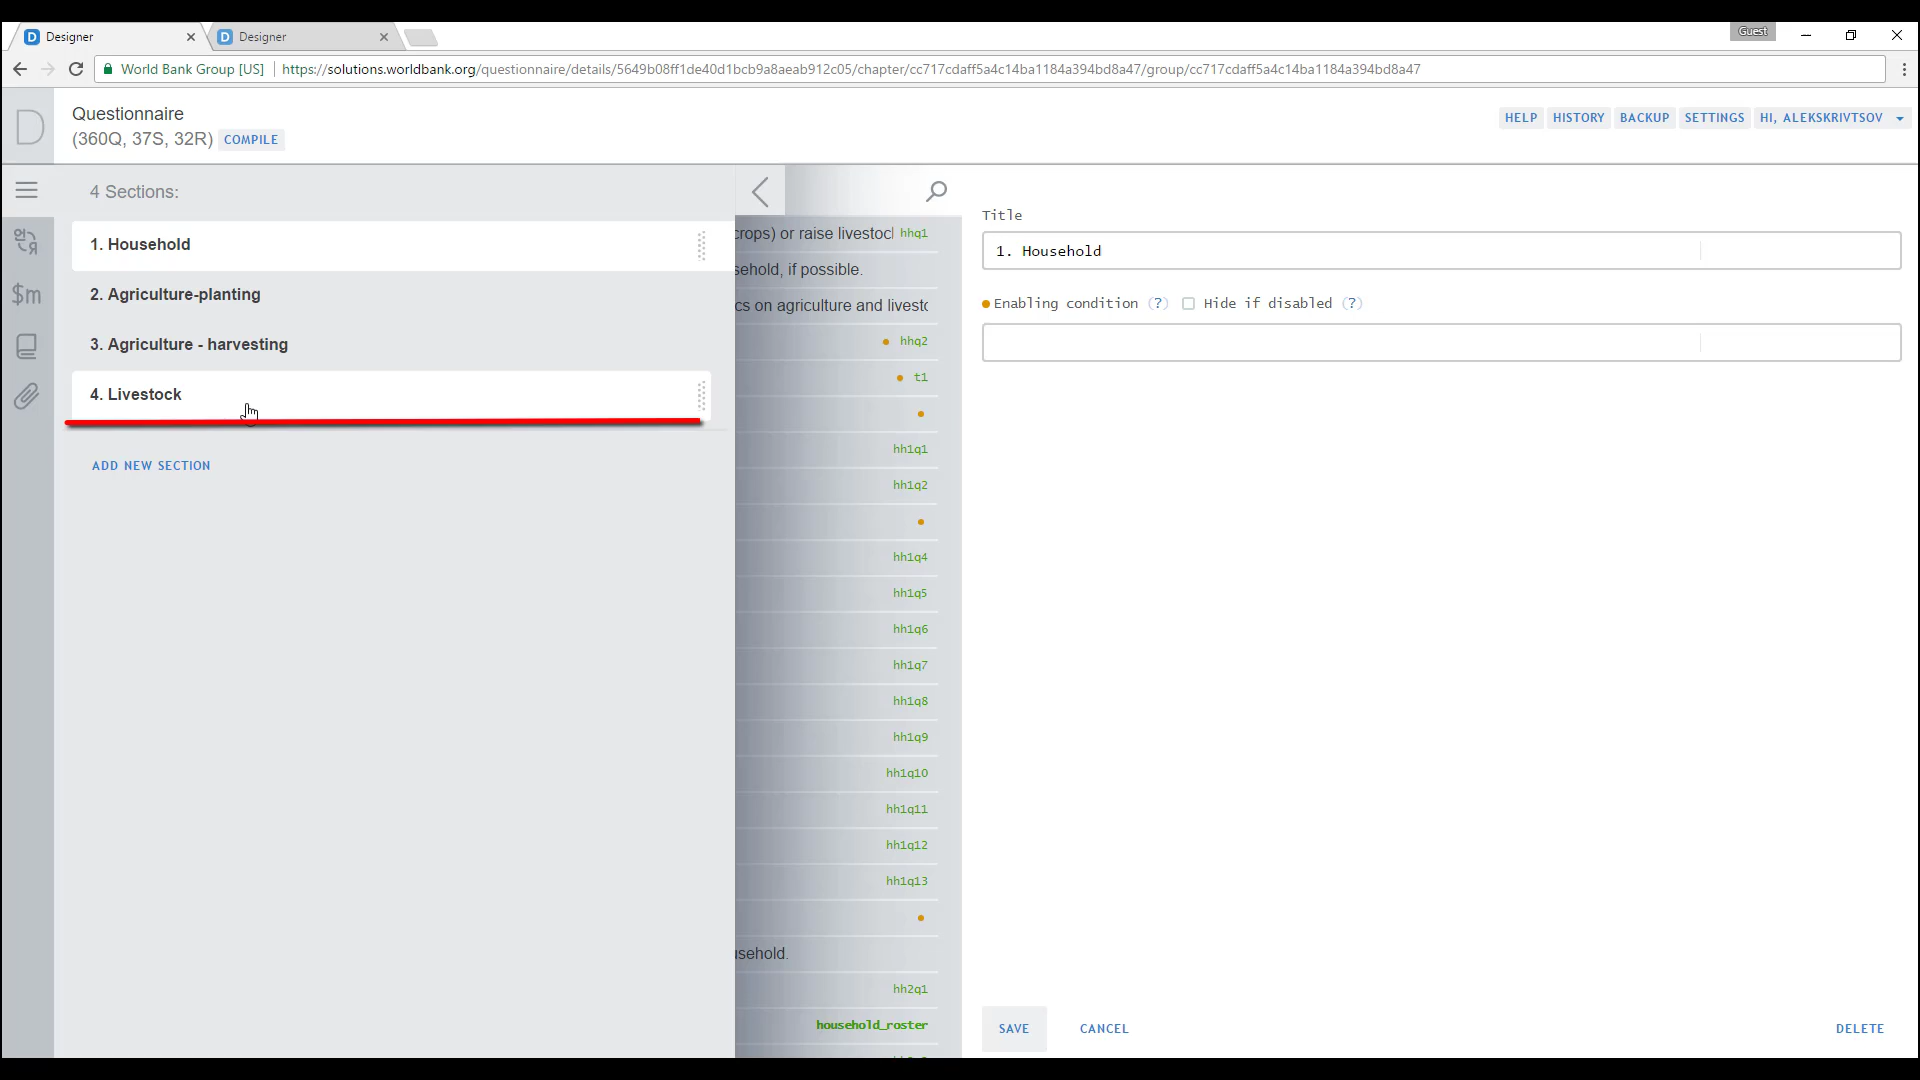 Designer
Designer
Guest
World Bank Group [US]
https://solutions.worldbank.org/questionnaire/details/5649b08ff1de40d1bcb9a8aeab912c05/chapter/cc717cdaff5a4c14ba1184a394bd8a47/group/cc717cdaff5a4c14ba1184a394bd8a47
D
Questionnaire
(360Q, 37S, 32R) COMPILE
HELP HISTORY BACKUP SETTINGS HI, ALEKSKRIVTSOV
4 Sections:
1. Household
2. Agriculture-planting
3. Agriculture - harvesting
4. Livestock
ADD NEW SECTION
$m
crops) or raise livestocl hhq1
sehold, if possible.
cs on agriculture and livesto
hhq2
t1
hh1q1
hh1q2
hh1q4
hh1q5
hh1q6
hh1q7
hh1q8
hh1q9
hh1q10
hh1q11
hh1q12
hh1q13
usehold.
hh2q1
household_roster
Title
1. Household
Enabling condition (?) Hide if disabled (?)
SAVE CANCEL DELETE